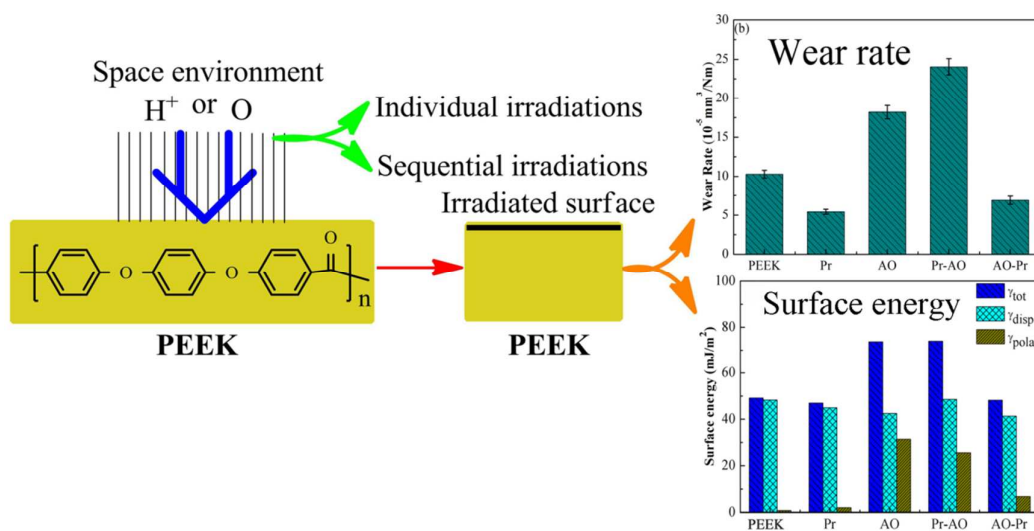 Space environment
H+ or O
Individual irradiations
Sequential irradiations
Irradiated surface
O
O
O
n
PEEK
PEEK
(b)
Wear rate
Wear Rate (10-5 mm3/Nm)
30
25
20
15
10
5
0
PEEK Pr AO Pr-AO AO-Pr
Surface energy
γtot
γdisp
γpola
Surface energy (mJ/m2)
100
80
60
40
20
0
PEEK Pr AO Pr-AO AO-Pr